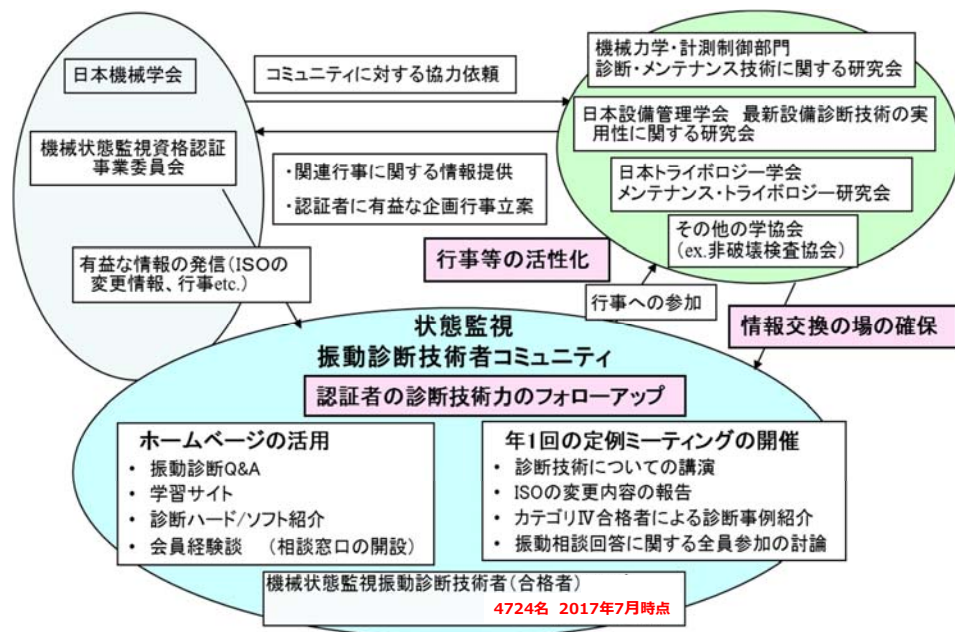 日本機械学会
機械状態監視資格認証
事業委員会
コミュニティに対する協力依頼
・関連行事に関する情報提供
・認証者に有益な企画行事立案
機械力学・計測制御部門
診断・メンテナンス技術に関する研究会
日本設備管理学会 最新設備診断技術の実
用性に関する研究会
日本トライボロジー学会
メンテナンス・トライボロジー研究会
その他の学協会
(ex.非破壊検査協会)
有益な情報の発信(ISOの
変更情報、行事etc.)
行事等の活性化
行事への参加
情報交換の場の確保
状態監視
振動診断技術者コミュニティ
認証者の診断技術力のフォローアップ
ホームページの活用
・ 振動診断Q&A
・ 学習サイト
・ 診断ハード/ソフト紹介
・ 会員経験談 (相談窓口の開設)
年1回の定例ミーティングの開催
・ 診断技術についての講演
・ ISOの変更内容の報告
・ カテゴリⅣ合格者による診断事例紹介
・ 振動相談回答に関する全員参加の討論
機械状態監視振動診断技術者(合格者)
4724名 2017年7月時点